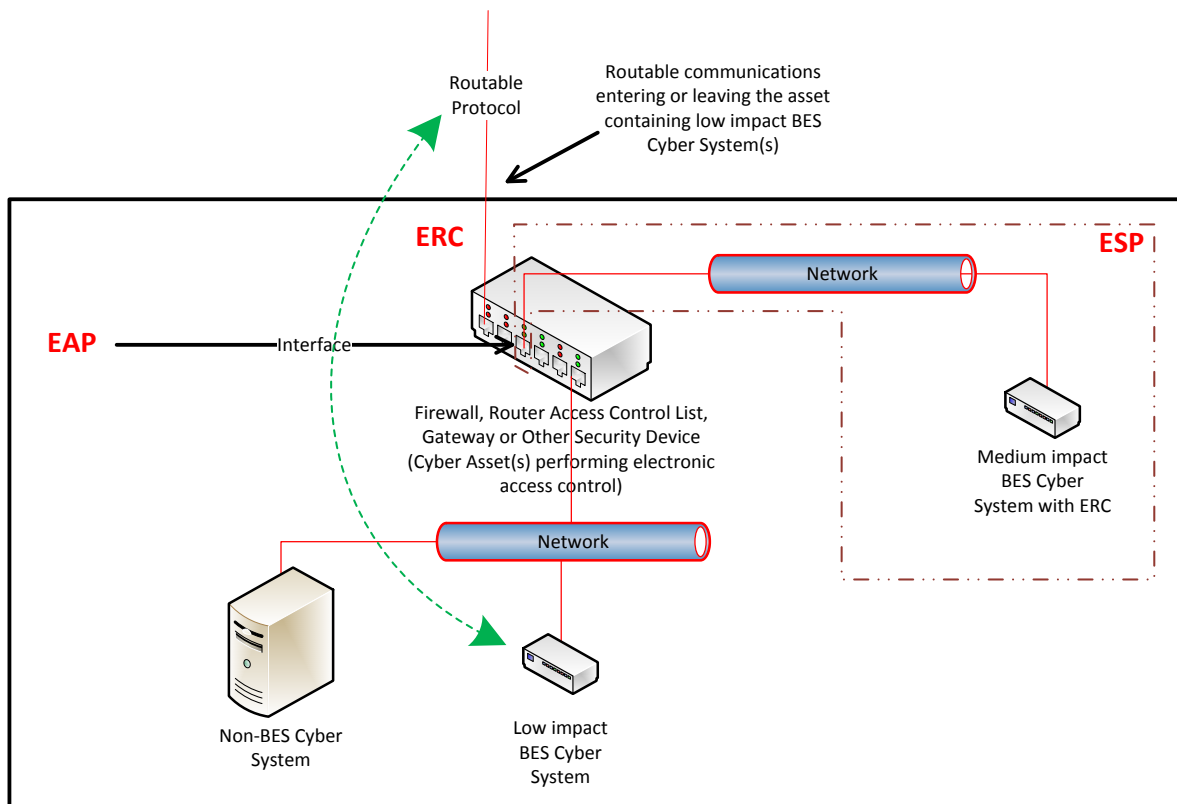 Routable
Protocol
Routable communications
entering or leaving the asset
containing low impact BES
Cyber System(s)
ERC
ESP
Network
EAP
Interface
Firewall, Router Access Control List,
Gateway or Other Security Device
(Cyber Asset(s) performing electronic
access control)
Medium impact
BES Cyber
System with ERC
Network
Non-BES Cyber
System
Low impact
BES Cyber
System